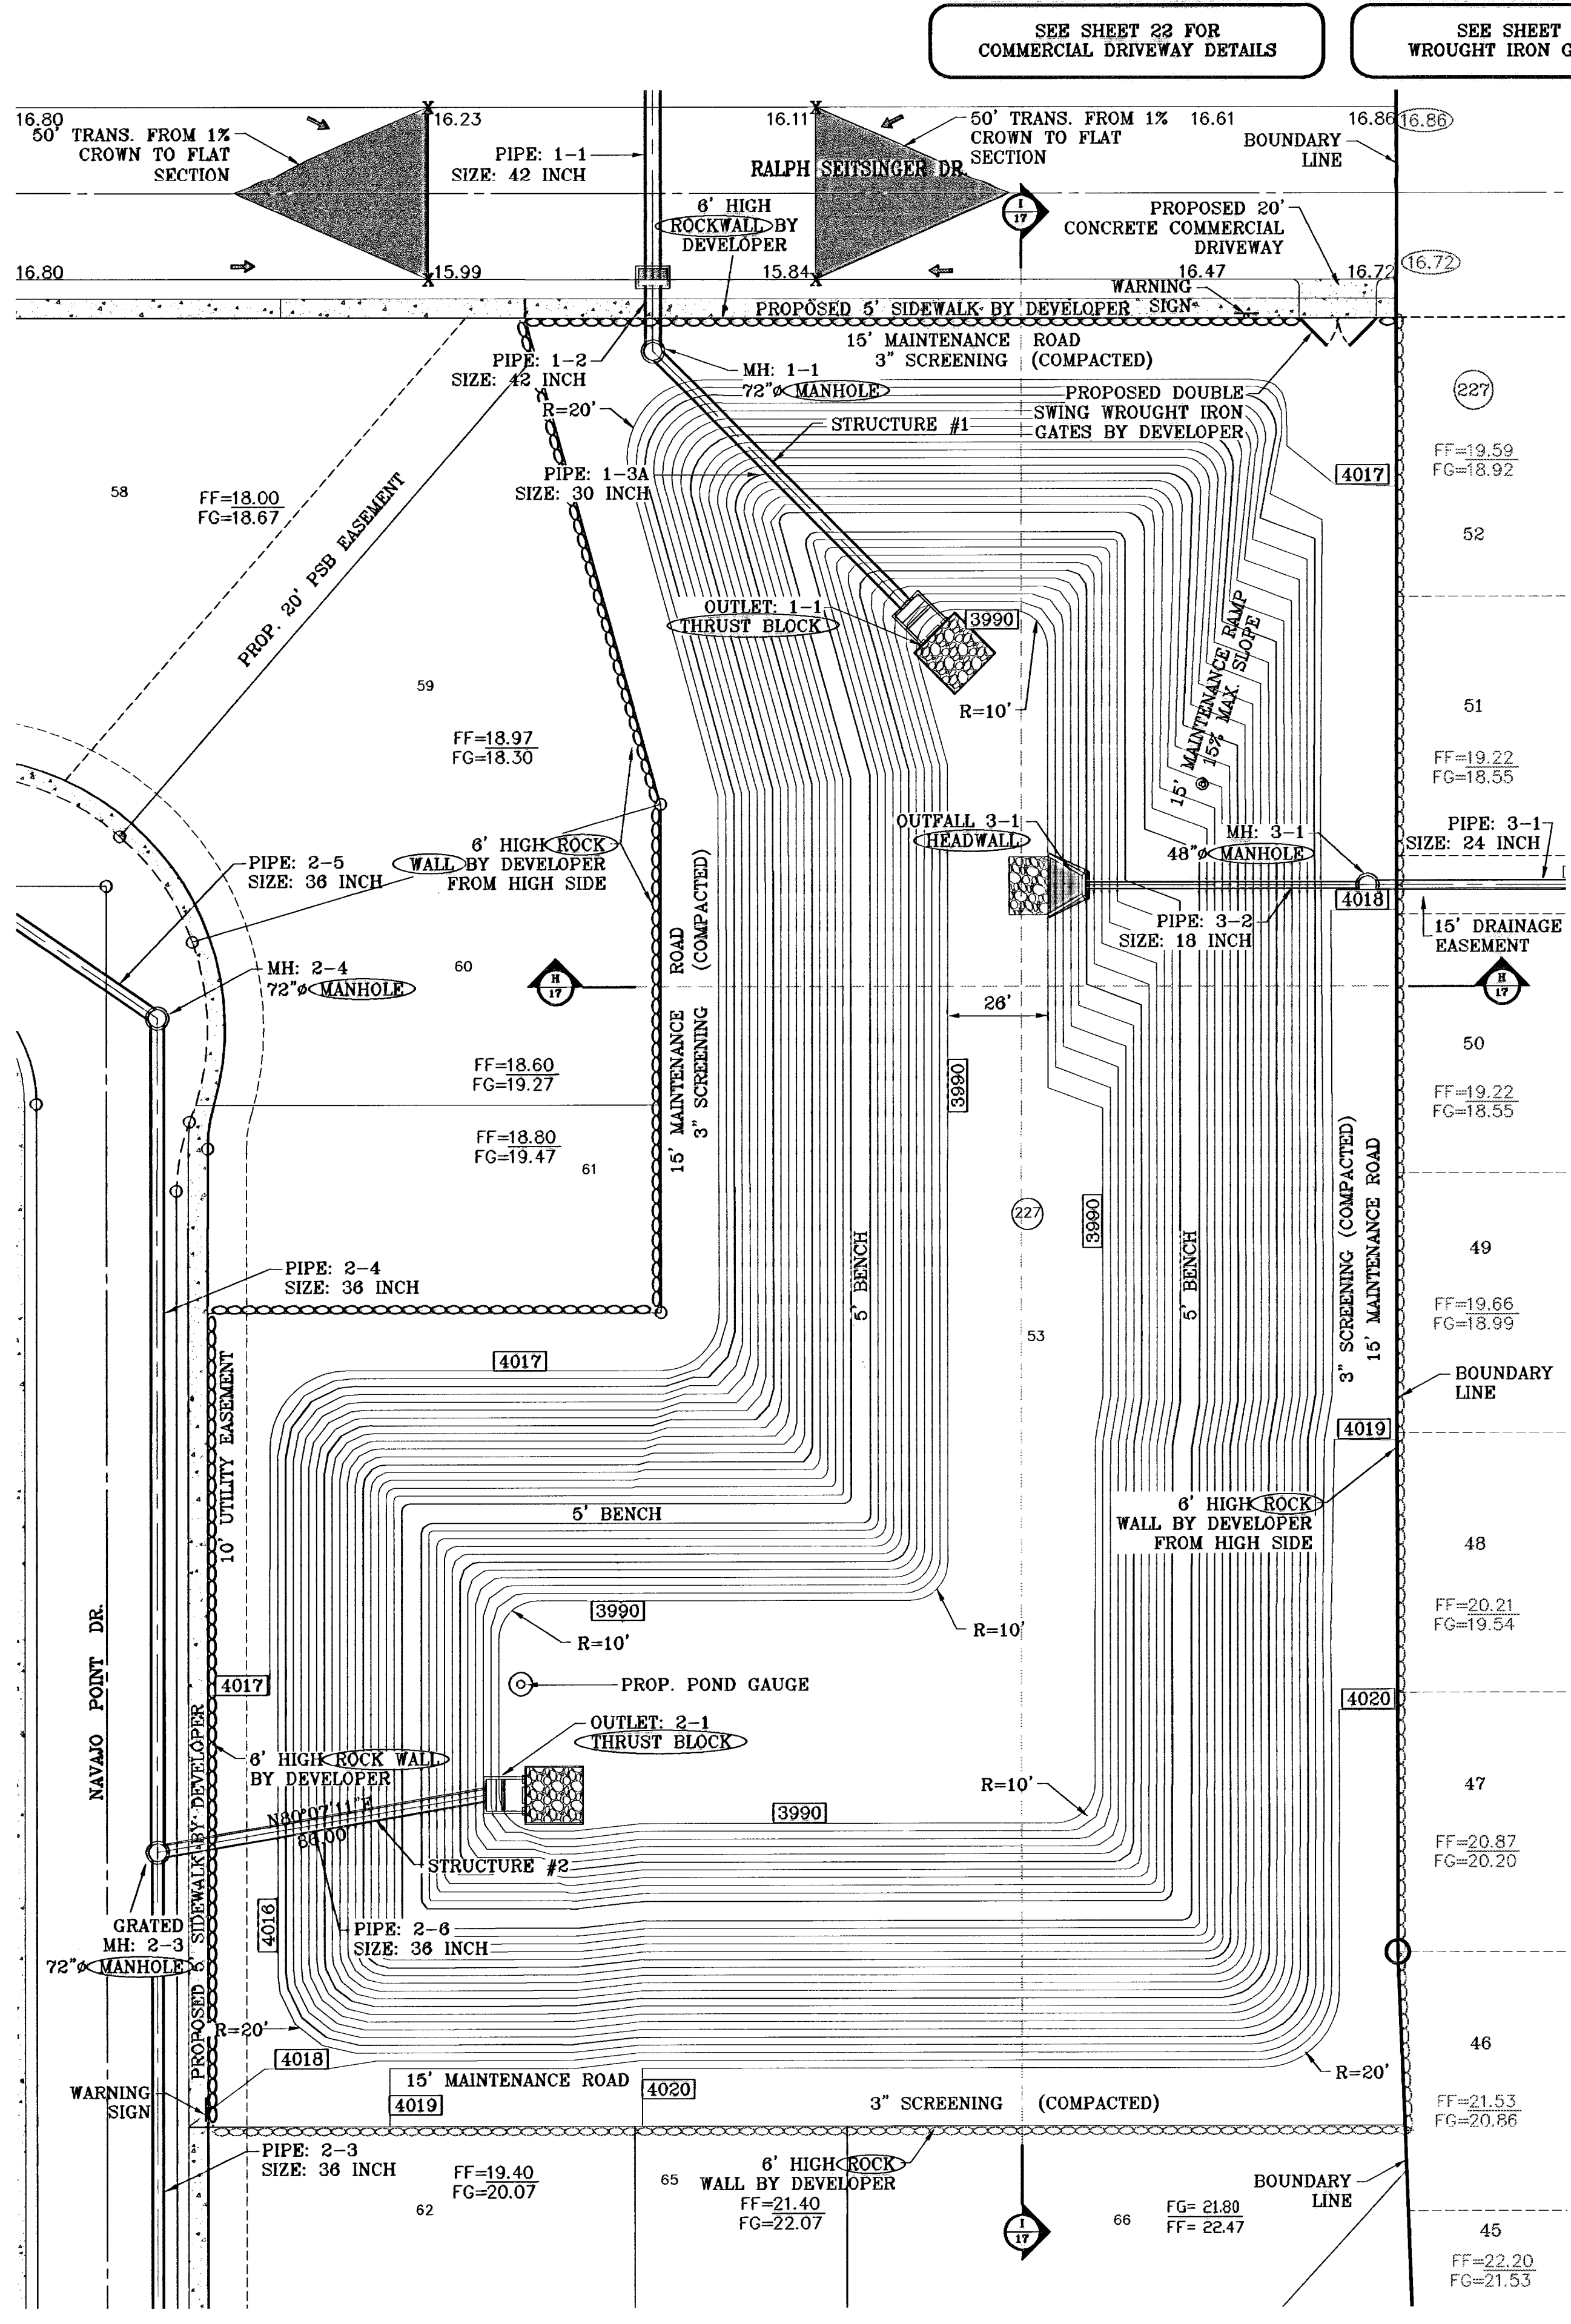 SEE SHEET 22 FOR
COMMERCIAL DRIVEWAY DETAILS
SEE SHEET
WROUGHT IRON G
16.80
50' TRANS. FROM 1%
CROWN TO FLAT
SECTION
16.23
PIPE: 1-1
SIZE: 42 INCH
16.11
50' TRANS. FROM 1%
CROWN TO FLAT
SECTION
16.61
BOUNDARY
LINE
16.86
16.86
RALPH SEITSINGER DR.
I
17
6' HIGH
ROCKWALL BY
DEVELOPER
PROPOSED 20'
CONCRETE COMMERCIAL
DRIVEWAY
16.80
15.99
15.84
16.47
16.72
16.72
WARNING
SIGN
PROPOSED 5' SIDEWALK BY DEVELOPER
15' MAINTENANCE ROAD
3" SCREENING (COMPACTED)
PIPE: 1-2
SIZE: 42 INCH
MH: 1-1
72"ø MANHOLE
R=20'
STRUCTURE #1
PROPOSED DOUBLE
SWING WROUGHT IRON
GATES BY DEVELOPER
227
FF=19.59
FG=18.92
4017
PIPE: 1-3A
SIZE: 30 INCH
58
FF=18.00
FG=18.67
PROP. 20' PSB EASEMENT
52
OUTLET: 1-1
THRUST BLOCK
3990
R=10'
15' MAINTENANCE RAMP
@ 15% MAX. SLOPE
59
FF=18.97
FG=18.30
51
FF=19.22
FG=18.55
6' HIGH ROCK
WALL BY DEVELOPER
FROM HIGH SIDE
PIPE: 2-5
SIZE: 36 INCH
OUTFALL 3-1
HEADWALL
MH: 3-1
48"ø MANHOLE
PIPE: 3-1
SIZE: 24 INCH
4018
PIPE: 3-2
SIZE: 18 INCH
15' DRAINAGE
EASEMENT
MH: 2-4
72"ø MANHOLE
60
H
17
H
17
15' MAINTENANCE ROAD
3" SCREENING (COMPACTED)
26'
3990
50
FF=19.22
FG=18.55
FF=18.60
FG=19.27
FF=18.80
FG=19.47
61
227
3990
5' BENCH
5' BENCH
3" SCREENING (COMPACTED)
15' MAINTENANCE ROAD
49
FF=19.66
FG=18.99
PIPE: 2-4
SIZE: 36 INCH
53
4017
10' UTILITY EASEMENT
BOUNDARY
LINE
4019
5' BENCH
6' HIGH ROCK
WALL BY DEVELOPER
FROM HIGH SIDE
48
FF=20.21
FG=19.54
3990
R=10'
R=10'
NAVAJO POINT DR.
4017
PROP. POND GAUGE
4020
OUTLET: 2-1
THRUST BLOCK
6' HIGH ROCK WALL
BY DEVELOPER
N80°07'11"E
86.00
R=10'
3990
47
FF=20.87
FG=20.20
STRUCTURE #2
PROPOSED 5' SIDEWALK BY DEVELOPER
4016
GRATED
MH: 2-3
72"ø MANHOLE
PIPE: 2-6
SIZE: 36 INCH
R=20'
4018
46
R=20'
WARNING
SIGN
15' MAINTENANCE ROAD
4019
4020
3" SCREENING (COMPACTED)
FF=21.53
FG=20.86
PIPE: 2-3
SIZE: 36 INCH
FF=19.40
FG=20.07
62
65
6' HIGH ROCK
WALL BY DEVELOPER
FF=21.40
FG=22.07
I
17
66
FG= 21.80
FF= 22.47
BOUNDARY
LINE
45
FF=22.20
FG=21.53